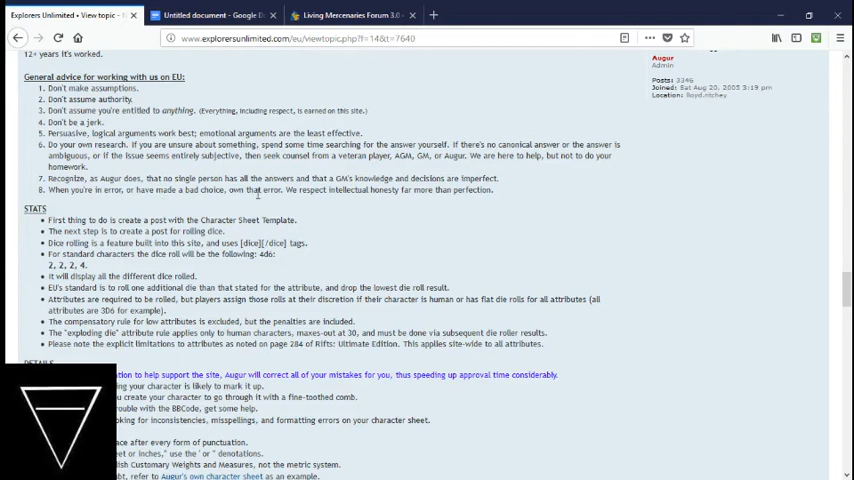 Explorers Unlimited • View topic -
Untitled document - Google D
Living Mercenaries Forum 3.0 -
www.explorersunlimited.com/viewtopic.php?f=14&t=7640
12+ years it's worked.
Augur
Admin
Posts: 3346
Joined: Sat Aug 20, 2005 3:19 pm
Location: lloyd.ritchey
General advice for working with us on EU:
1. Don't make assumptions.
2. Don't assume authority.
3. Don't assume you're entitled to anything. (Everything, including respect, is earned on this site.)
4. Don't be a jerk.
5. Persuasive, logical arguments work best; emotional arguments are the least effective.
6. Do your own research. If you are unsure about something, spend some time searching for the answer yourself. If there's no canonical answer or the answer is
ambiguous, or if the issue seems entirely subjective, then seek counsel from a veteran player, AGM, GM, or Augur. We are here to help, but not to do your
homework.
7. Recognize, as Augur does, that no single person has all the answers and that a GM's knowledge and decisions are imperfect.
8. When you're in error, or have made a bad choice, own that error. We respect intellectual honesty far more than perfection.
STATS
• First thing to do is create a post with the Character Sheet Template.
• The next step is to create a post for rolling dice.
• Dice rolling is a feature built into this site, and uses [dice][/dice] tags.
• For standard characters the dice roll will be the following: 4d6:
2, 2, 2, 4.
• It will display all the different dice rolled.
• EU's standard is to roll one additional die than that stated for the attribute, and drop the lowest die roll result.
• Attributes are required to be rolled, but players assign those rolls at their discretion if their character is human or has flat die rolls for all attributes (all
attributes are 3D6 for example).
• The compensatory rule for low attributes is excluded, but the penalties are included.
• The "exploding die" attribute rule applies only to human characters, maxes-out at 30, and must be done via subsequent die roller results.
• Please note the explicit limitations to attributes as noted on page 284 of Rifts: Ultimate Edition. This applies site-wide to all attributes.
DETAILS
ation to help support the site, Augur will correct all of your mistakes for you, thus speeding up approval time considerably.
ing your character is likely to mark it up.
u create your character to go through it with a fine-toothed comb.
rouble with the BBCode, get some help.
oking for inconsistencies, misspellings, and formatting errors on your character sheet.
ace after every form of punctuation.
eet or inches," use the ' or " denotations.
lish Customary Weights and Measures, not the metric system.
bt, refer to Augur's own character sheet as an example.